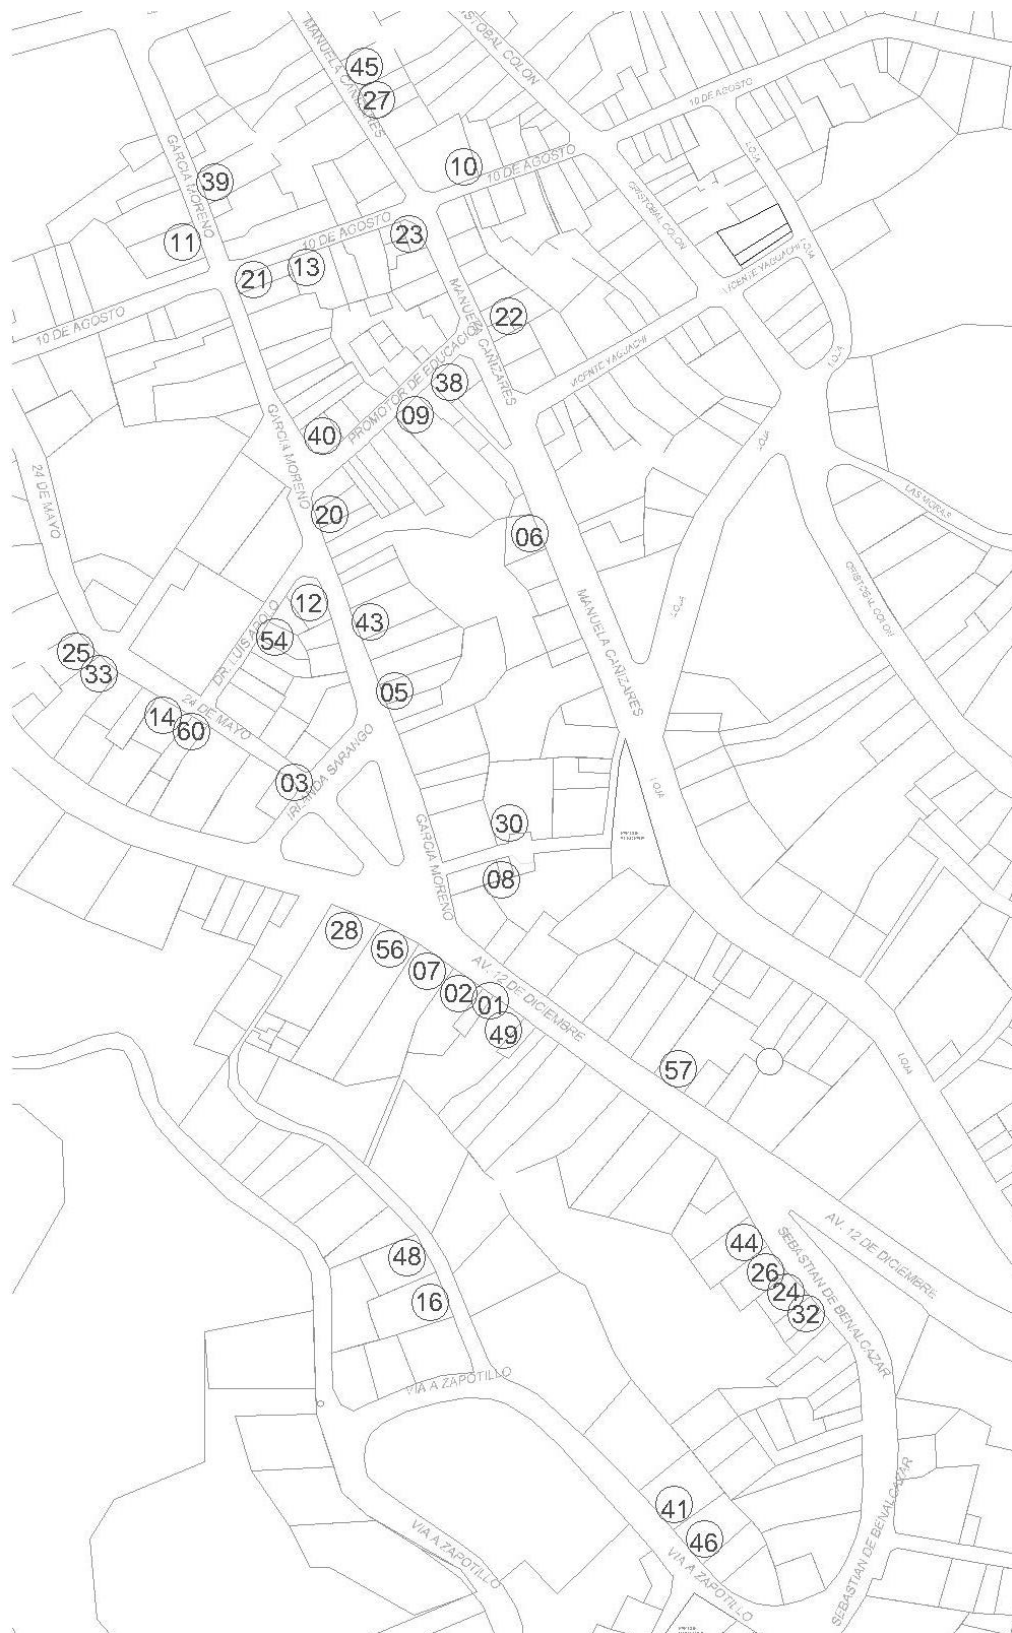 MANUELA CAÑIZARES
CRISTOBAL COLON
45
27
10 DE AGOSTO
GARCIA MORENO
10
10 DE AGOSTO
LOJA
39
CRISTOBAL COLON
11
10 DE AGOSTO
23
LOJA
VICENTE YAGUACHI
21
13
MANUELA CAÑIZARES
22
10 DE AGOSTO
PROMOTOR DE EDUCACION
VICENTE YAGUACHI
LOJA
38
09
GARCIA MORENO
40
LOJA
24 DE MAYO
LAS MORAS
20
06
CRISTOBAL COLON
12
LOJA
43
MANUELA CAÑIZARES
DR. LUIS APOLO
54
25
33
05
24 DE MAYO
14
60
IRLANDA SARANGO
03
LOJA
30
GARCIA MORENO
08
28
56
07
AV. 12 DE DICIEMBRE
02
01
49
57
LOJA
44
AV. 12 DE DICIEMBRE
SEBASTIAN DE BENALCAZAR
48
26
24
16
32
VIA A ZAPOTILLO
41
46
SEBASTIAN DE BENALCAZAR
VIA A ZAPOTILLO
VIA A ZAPOTILLO